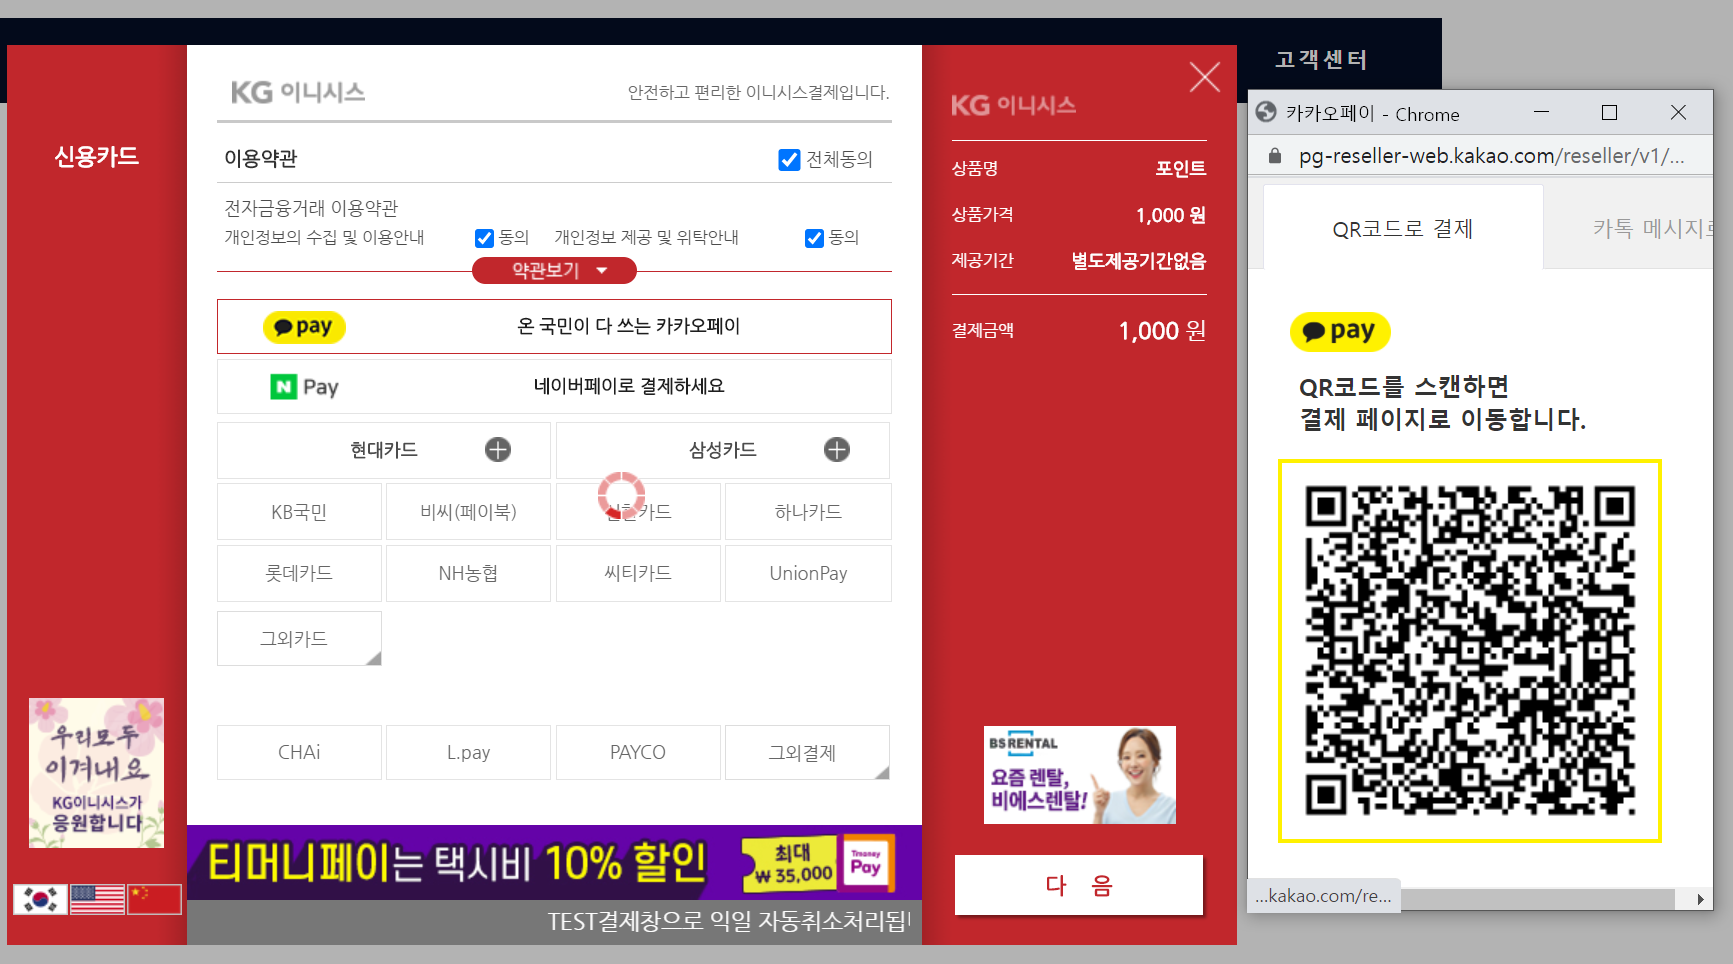 고객센터
신용카드
KG 이니시스
안전하고 편리한 이니시스결제입니다.
이용약관
전체동의
전자금융거래 이용약관
개인정보의 수집 및 이용안내
동의
개인정보 제공 및 위탁안내
동의
약관보기
pay
온 국민이 다 쓰는 카카오페이
N Pay
네이버페이로 결제하세요
현대카드
삼성카드
KB국민
비씨(페이북)
신한카드
하나카드
롯데카드
NH농협
씨티카드
UnionPay
그외카드
CHAi
L.pay
PAYCO
그외결제
우리모두
이겨내요
KG이니시스가
응원합니다
티머니페이는 택시비 10% 할인
최대
₩ 35,000
Tmoney
Pay
TEST결제창으로 익일 자동취소처리됩
KG 이니시스
상품명
포인트
상품가격
1,000 원
제공기간
별도제공기간없음
결제금액
1,000 원
BS RENTAL
요즘 렌탈,
비에스렌탈!
다 음
카카오페이 - Chrome
pg-reseller-web.kakao.com/reseller/v1/...
QR코드로 결제
카톡 메시지로
pay
QR코드를 스캔하면
결제 페이지로 이동합니다.
...kakao.com/re...